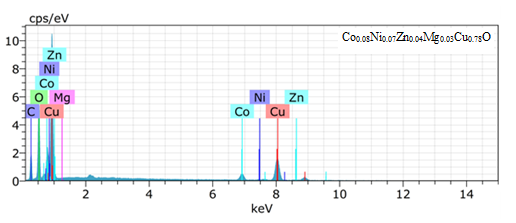 cps/eV
Co0.08Ni0.07Zn0.04Mg0.03Cu0.78O
10
Zn
Ni
8
Co
6
O Mg
C Cu
Co Ni Cu Zn
4
2
0
2 4 6 8 10 12 14
keV